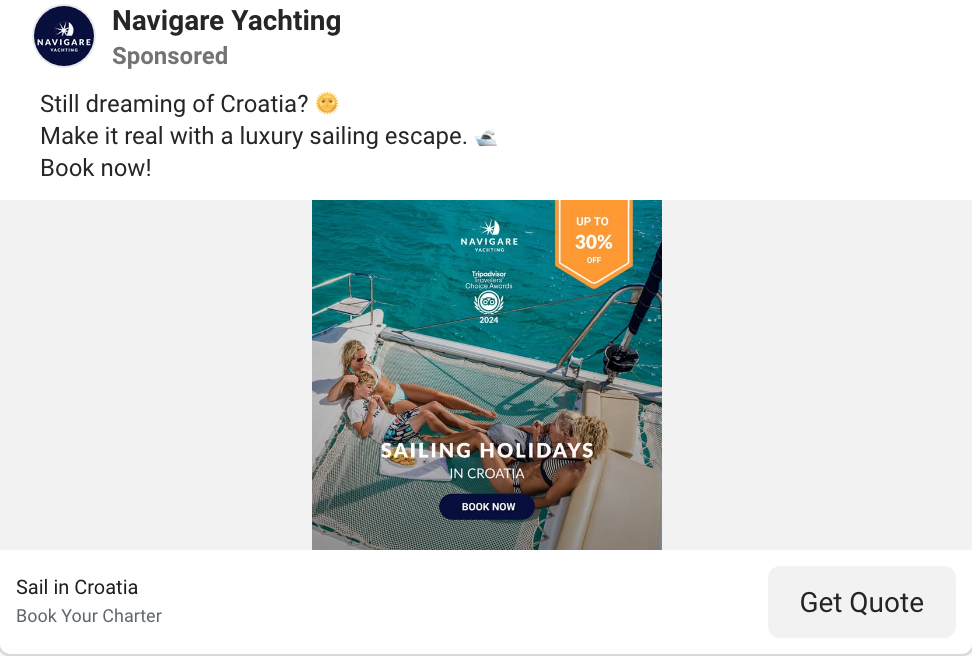 NAVIGARE
YACHTING
Navigare Yachting
Sponsored
Still dreaming of Croatia? 🌞
Make it real with a luxury sailing escape. 🛥️
Book now!
NAVIGARE
YACHTING
Tripadvisor
Travelers'
Choice Awards
2024
UP TO
30%
OFF
SAILING HOLIDAYS
IN CROATIA
BOOK NOW
Sail in Croatia
Book Your Charter
Get Quote